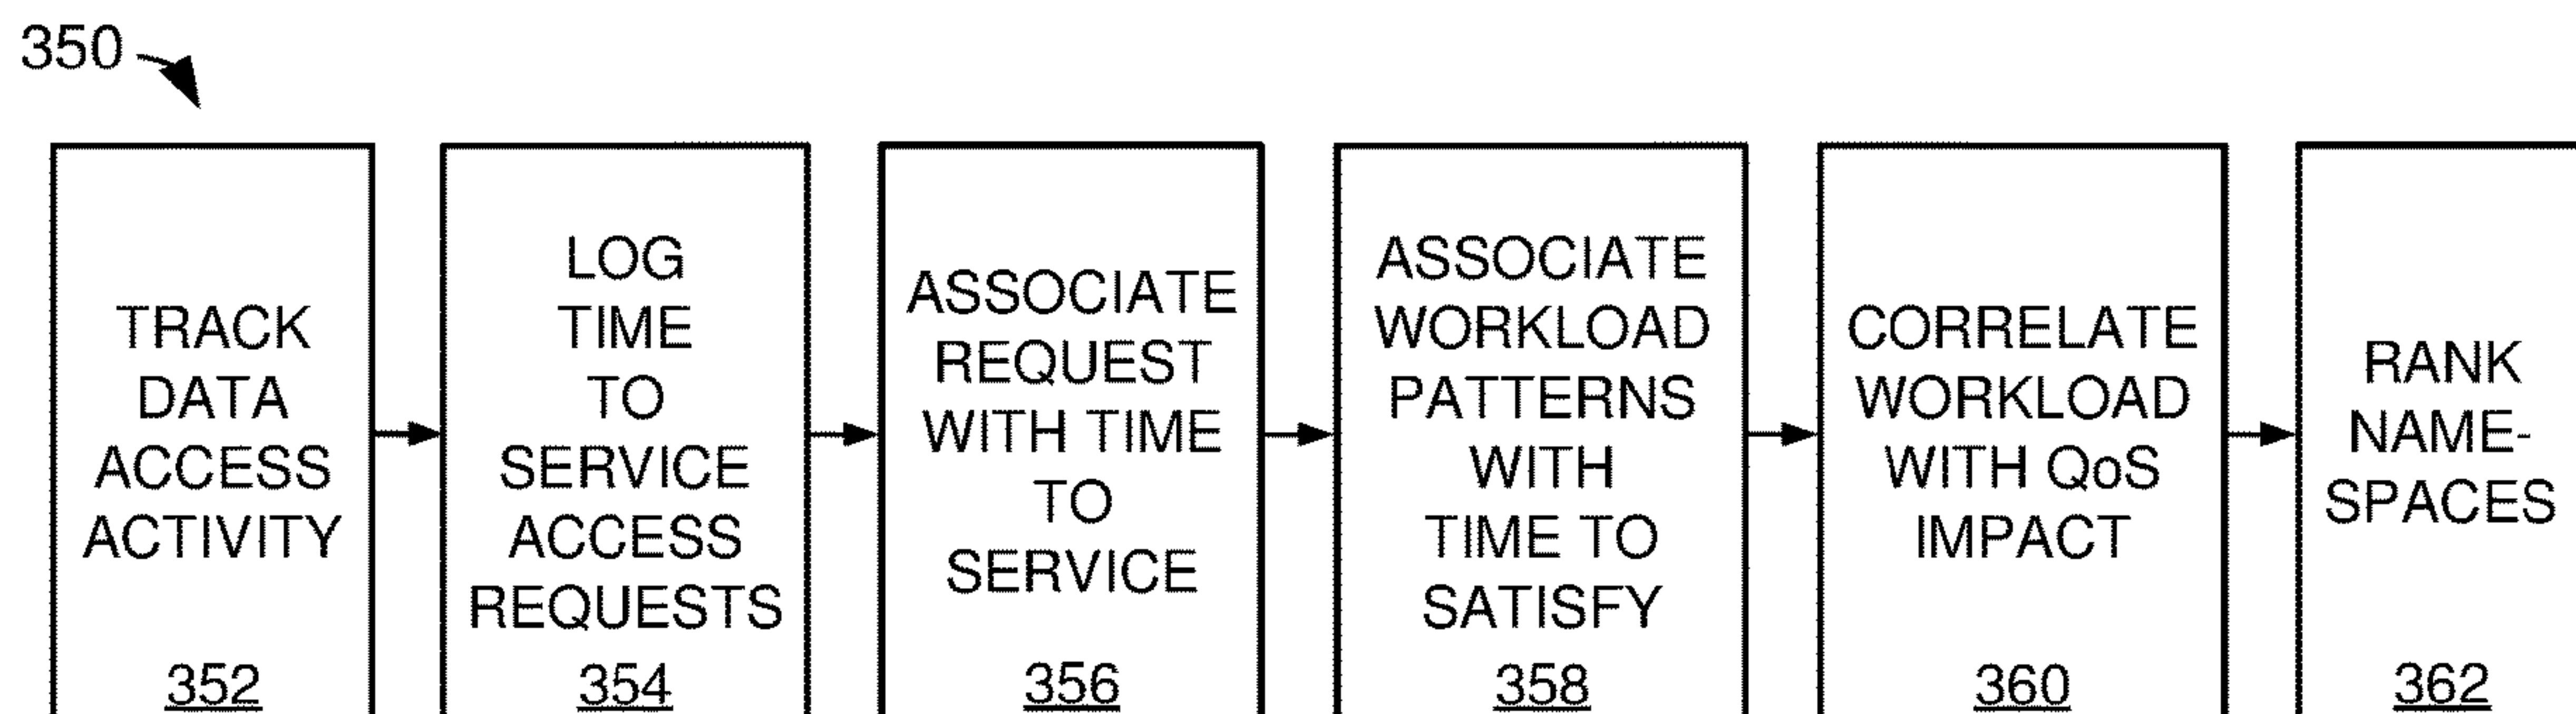 350
TRACK
DATA
ACCESS
ACTIVITY
352
LOG
TIME
TO
SERVICE
ACCESS
REQUESTS
354
ASSOCIATE
REQUEST
WITH TIME
TO
SERVICE
356
ASSOCIATE
WORKLOAD
PATTERNS
WITH
TIME TO
SATISFY
358
CORRELATE
WORKLOAD
WITH QoS
IMPACT
360
RANK
NAME-
SPACES
362